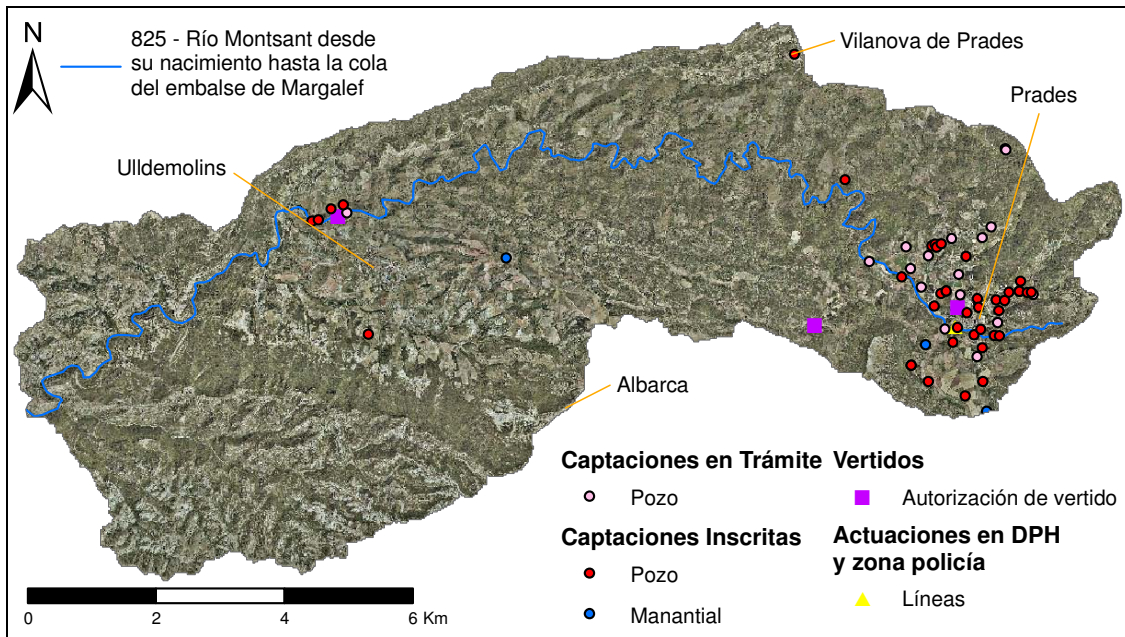 N
825 - Río Montsant desde
su nacimiento hasta la cola
del embalse de Margalef
Vilanova de Prades
Prades
Ulldemolins
Albarca
Captaciones en Trámite
Pozo
Captaciones Inscritas
Pozo
Manantial
Vertidos
Autorización de vertido
Actuaciones en DPH
y zona policía
Líneas
0 2 4 6 Km